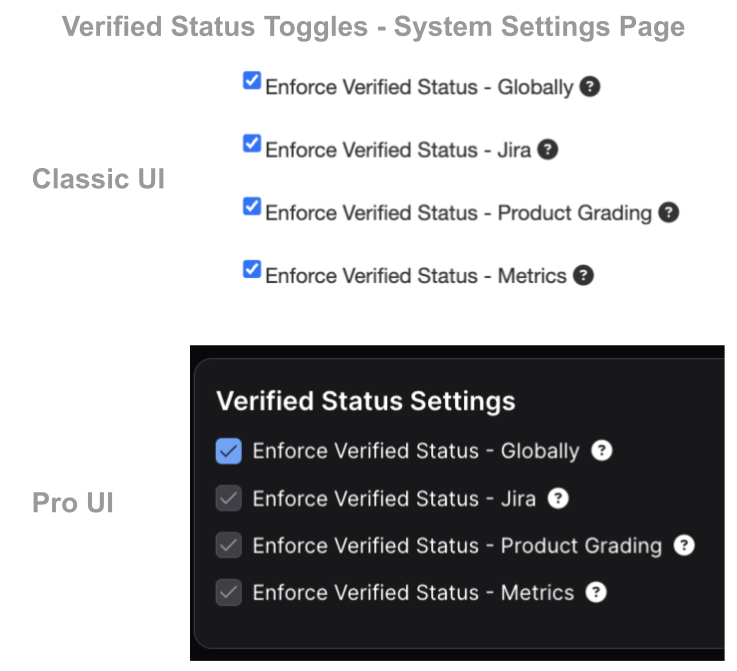 Verified Status Toggles - System Settings Page
Classic UI
Enforce Verified Status - Globally ?
Enforce Verified Status - Jira ?
Enforce Verified Status - Product Grading ?
Enforce Verified Status - Metrics ?
Pro UI
Verified Status Settings
Enforce Verified Status - Globally ?
Enforce Verified Status - Jira ?
Enforce Verified Status - Product Grading ?
Enforce Verified Status - Metrics ?